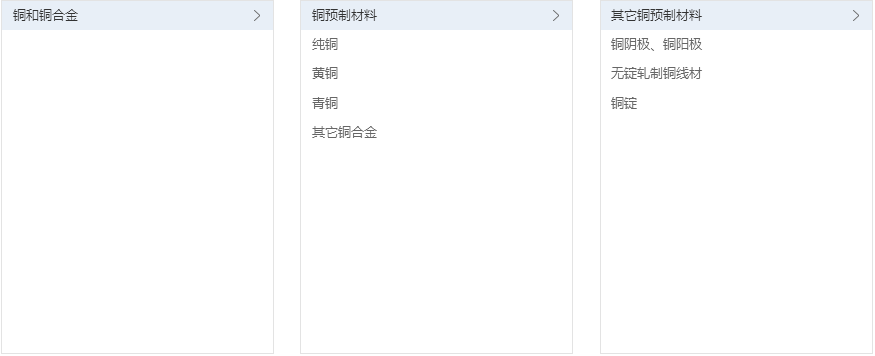 铜和铜合金
铜预制材料
纯铜
黄铜
青铜
其它铜合金
其它铜预制材料
铜阴极、铜阳极
无锭轧制铜线材
铜锭